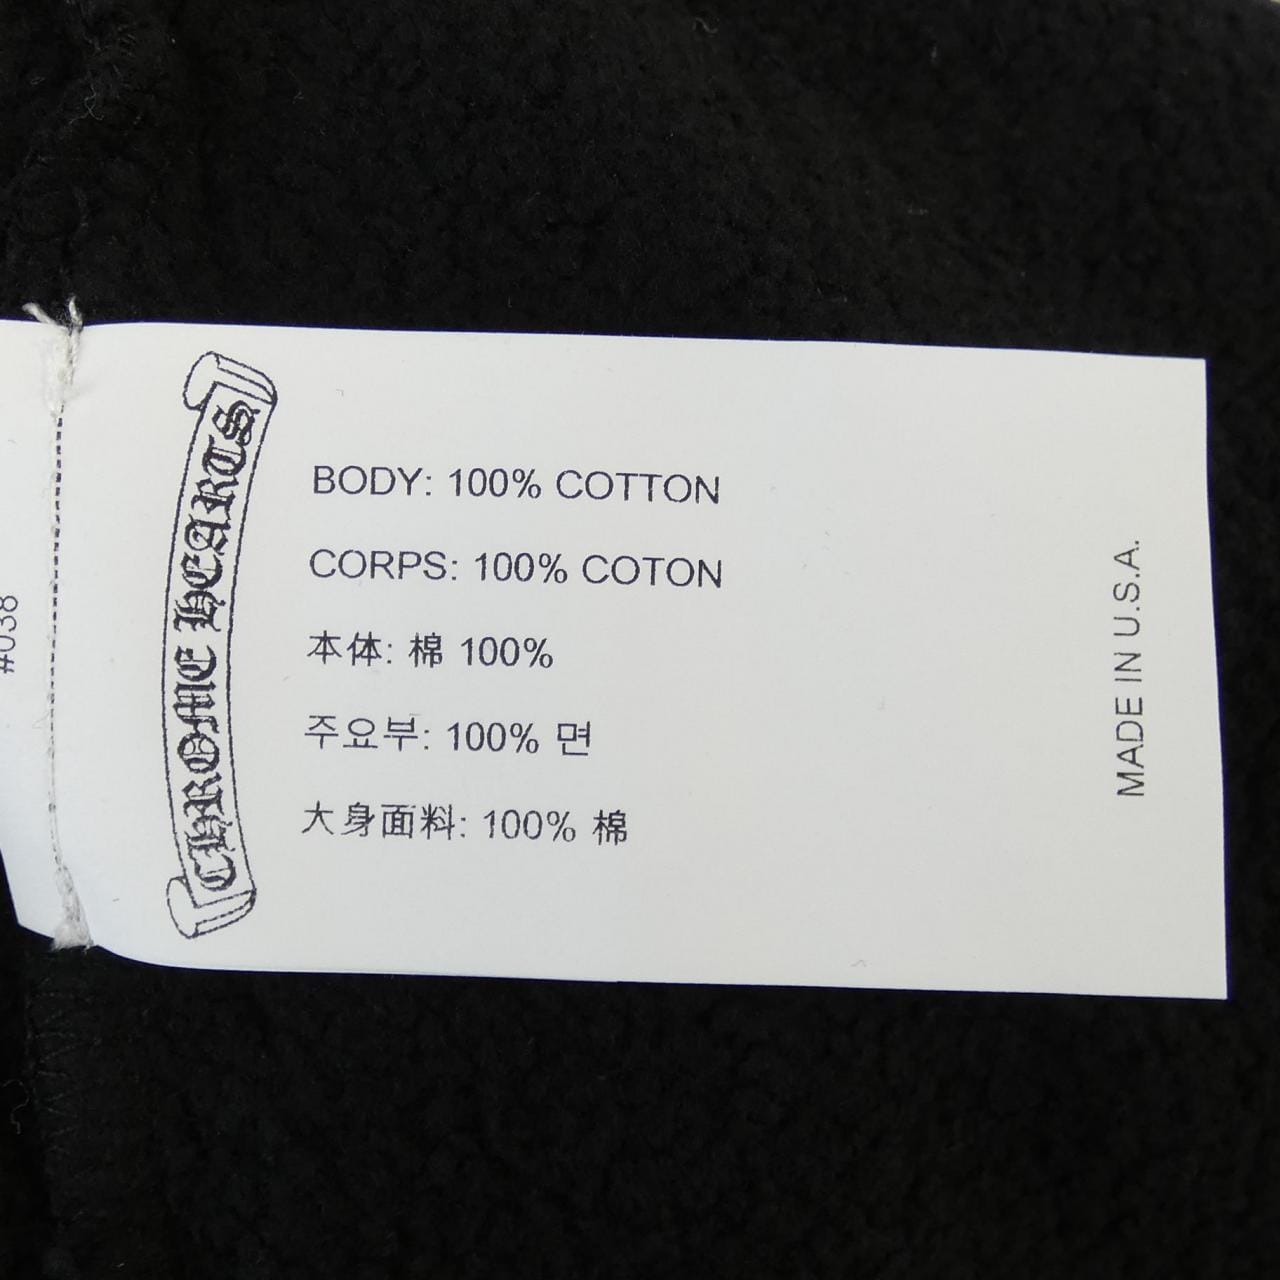 #038
CHROME HEARTS
BODY: 100% COTTON
CORPS: 100% COTON
本体: 棉 100%
주요부: 100% 면
大身面料: 100% 棉
MADE IN U.S.A.